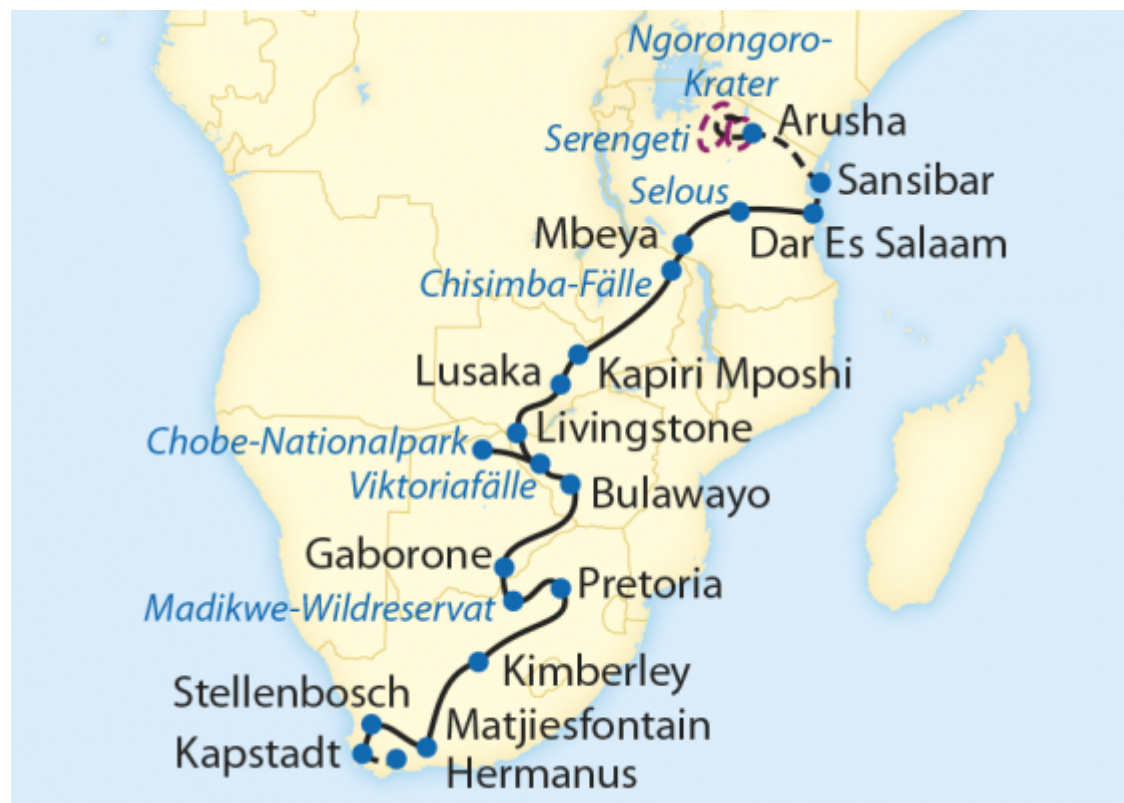 Ngorongoro-
Krater
Arusha
Serengeti
Sansibar
Selous
Mbeya
Dar Es Salaam
Chisimba-Fälle
Lusaka
Kapiri Mposhi
Livingstone
Chobe-Nationalpark
Viktoriafälle
Bulawayo
Gaborone
Pretoria
Madikwe-Wildreservat
Kimberley
Stellenbosch
Matjiesfontain
Kapstadt
Hermanus